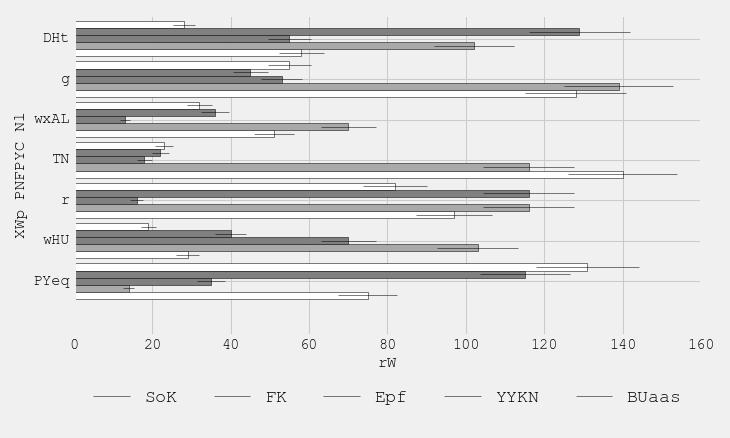 DHt
g
wxAL
TN
r
wHU
PYeq
XWp PNFPYC Nl
0 20 40 60 80 100 120 140 160
rW
SoK FK Epf YYKN BUaas